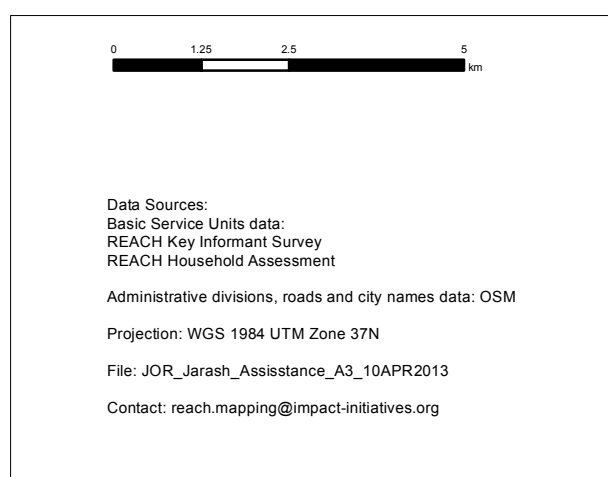 0 1.25 2.5 5
km
Data Sources:
Basic Service Units data:
REACH Key Informant Survey
REACH Household Assessment
Administrative divisions, roads and city names data: OSM
Projection: WGS 1984 UTM Zone 37N
File: JOR_Jarash_Assisstance_A3_10APR2013
Contact: reach.mapping@impact-initiatives.org